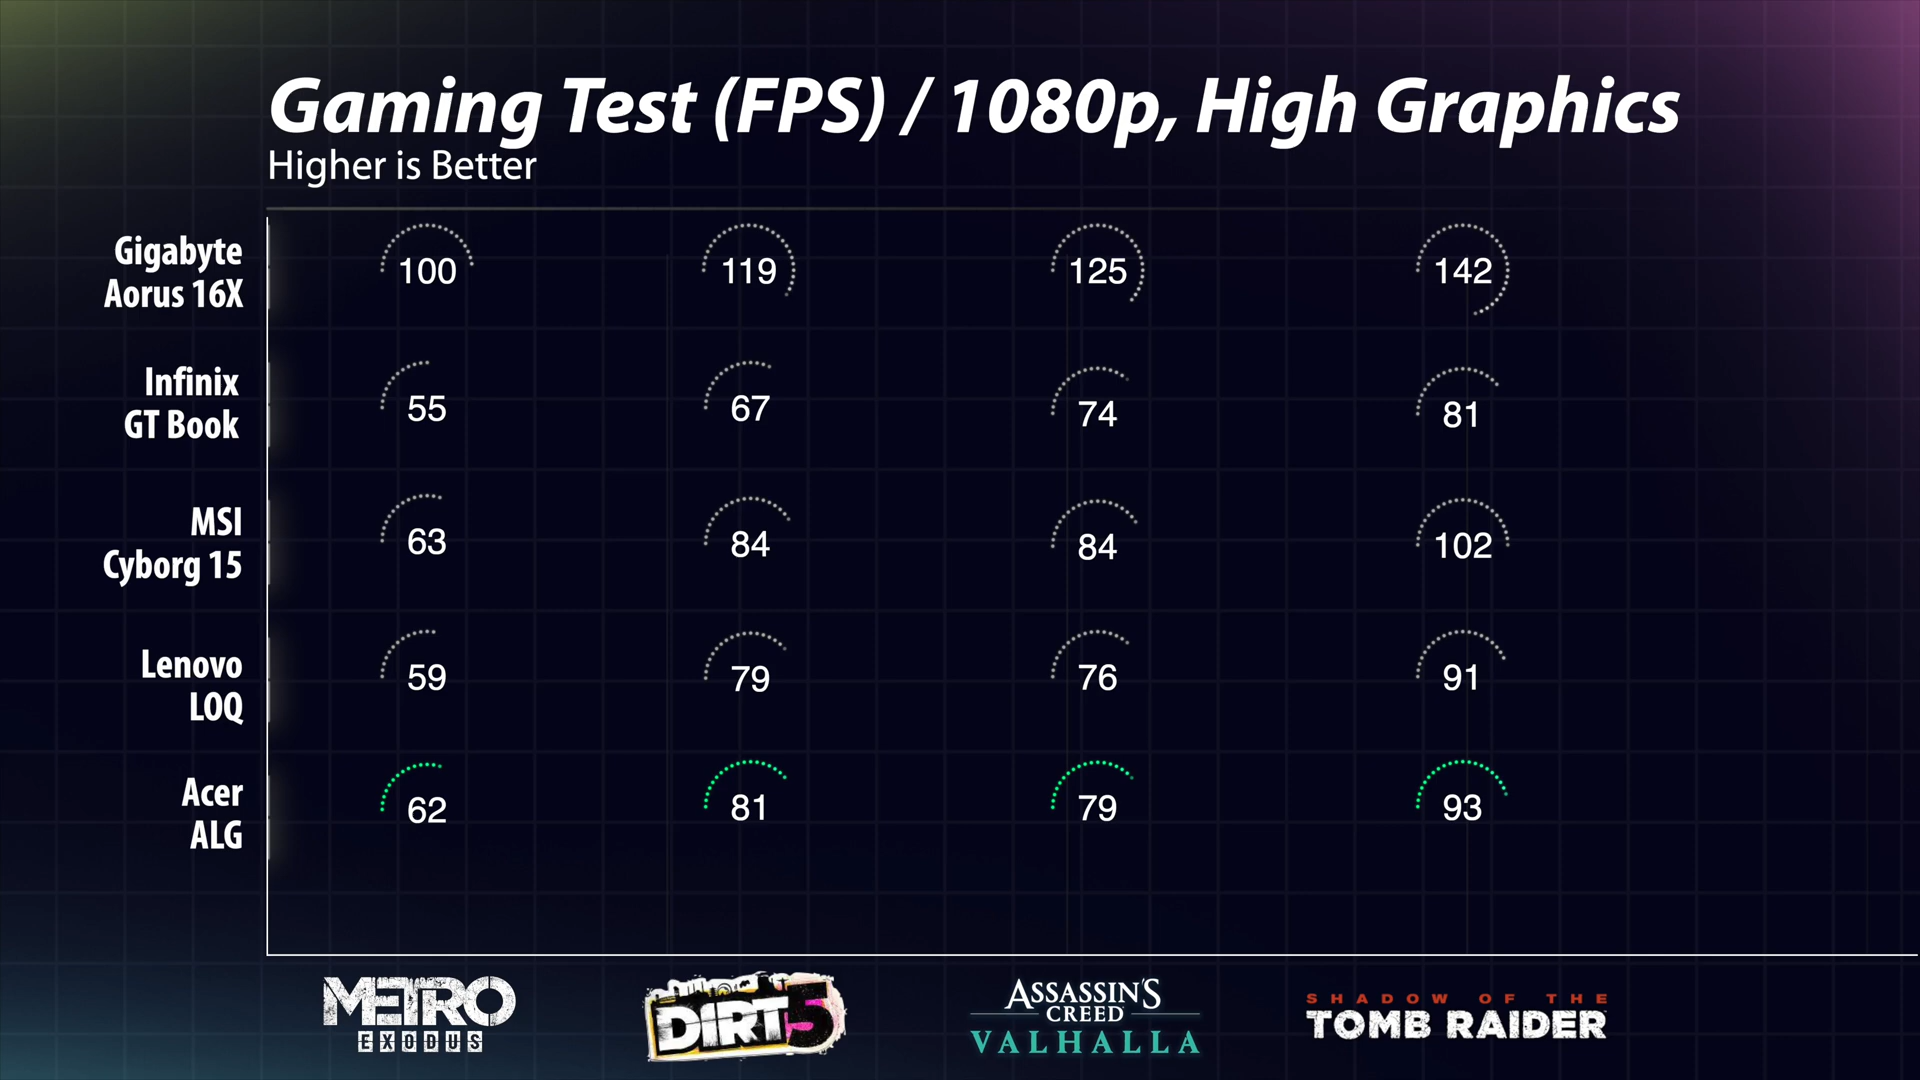 Gaming Test (FPS) / 1080p, High Graphics
Higher is Better
Gigabyte
Aorus 16X
100
119
125
142
Infinix
GT Book
55
67
74
81
MSI
Cyborg 15
63
84
84
102
Lenovo
LOQ
59
79
76
91
Acer
ALG
62
81
79
93
METRO
EXODUS
DIRT 5
ASSASSIN'S
CREED
VALHALLA
SHADOW OF THE
TOMB RAIDER